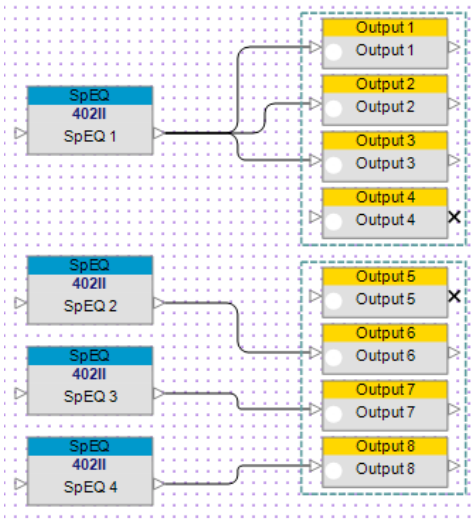 Output 1
Output 1
Output 2
Output 2
SpEQ
402II
SpEQ 1
Output 3
Output 3
Output 4
Output 4
SpEQ
402II
SpEQ 2
Output 5
Output 5
Output 6
Output 6
SpEQ
402II
SpEQ 3
Output 7
Output 7
SpEQ
402II
SpEQ 4
Output 8
Output 8